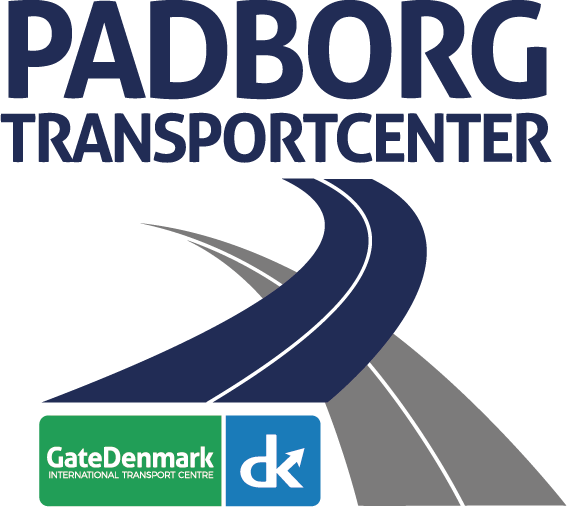 PADBORG
TRANSPORTCENTER
GateDenmark
INTERNATIONAL TRANSPORT CENTRE
dk